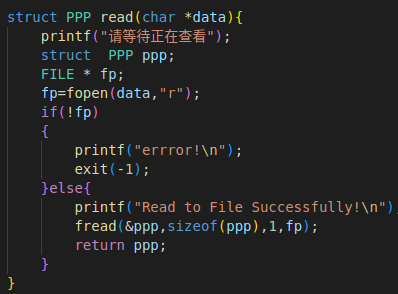 struct PPP read(char *data){
    printf("请等待正在查看");
    struct  PPP ppp;
    FILE * fp;
    fp=fopen(data,"r");
    if(!fp)
    {
        printf("errror!\n");
        exit(-1);
    }else{
        printf("Read to File Successfully!\n")
        fread(&ppp,sizeof(ppp),1,fp);
        return ppp;
    }
}